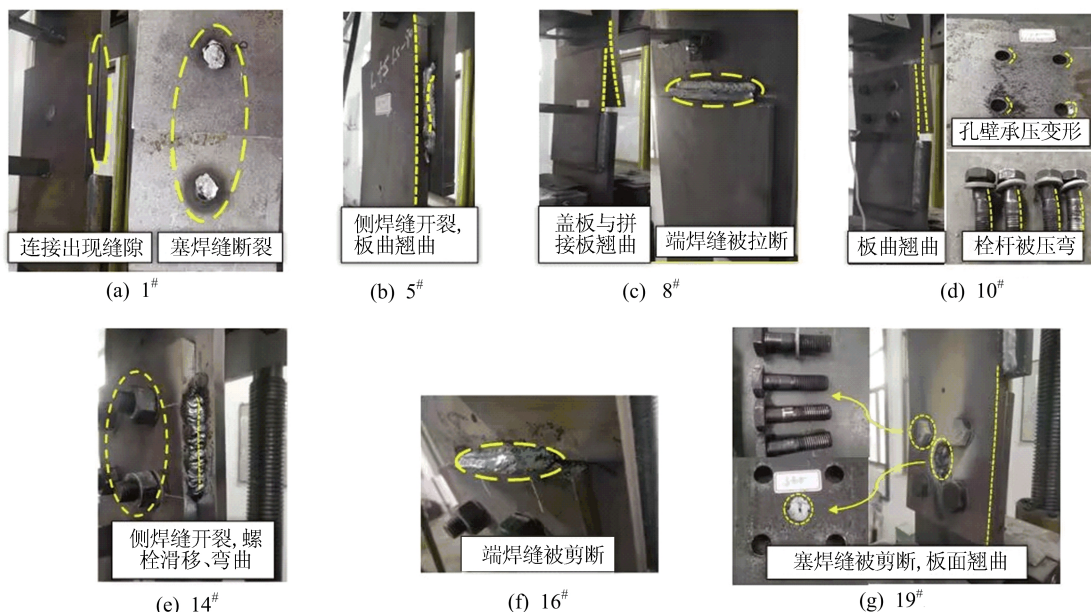 连接出现缝隙
塞焊缝断裂
(a) 1#
侧焊缝开裂,
板曲翘曲
(b) 5#
盖板与拼
接板翘曲
端焊缝被拉断
(c) 8#
板曲翘曲
孔壁承压变形
栓杆被压弯
(d) 10#
侧焊缝开裂, 螺
栓滑移、弯曲
(e) 14#
端焊缝被剪断
(f) 16#
塞焊缝被剪断, 板面翘曲
(g) 19#